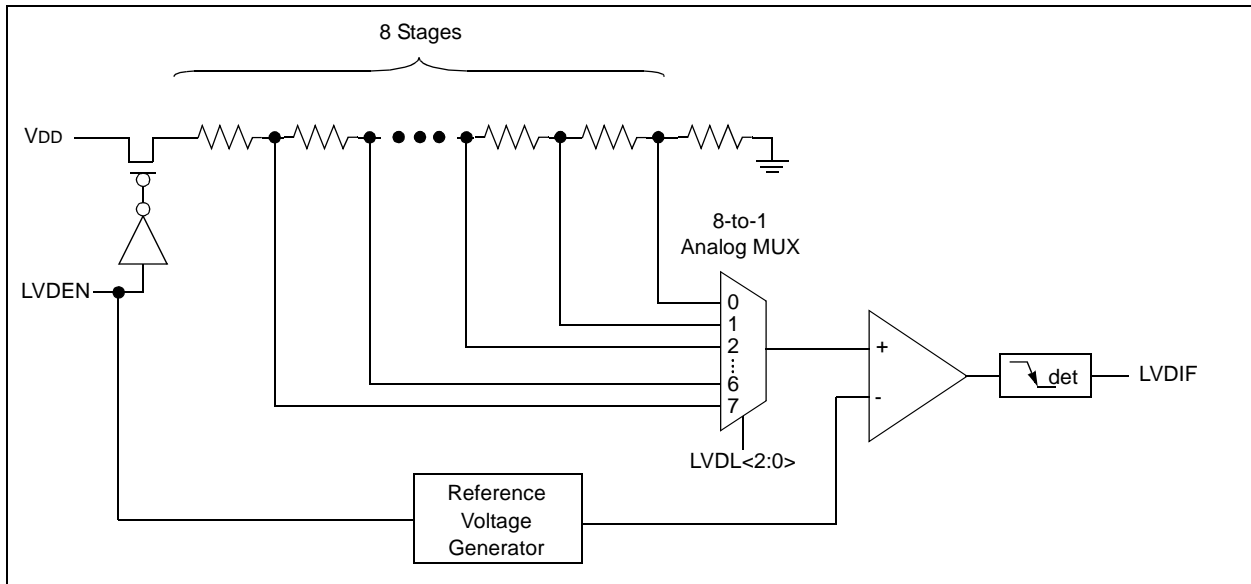 8 Stages
VDD
8-to-1
Analog MUX
LVDEN
0
1
2
6
7
+
-
det
LVDIF
LVDL<2:0>
Reference
Voltage
Generator